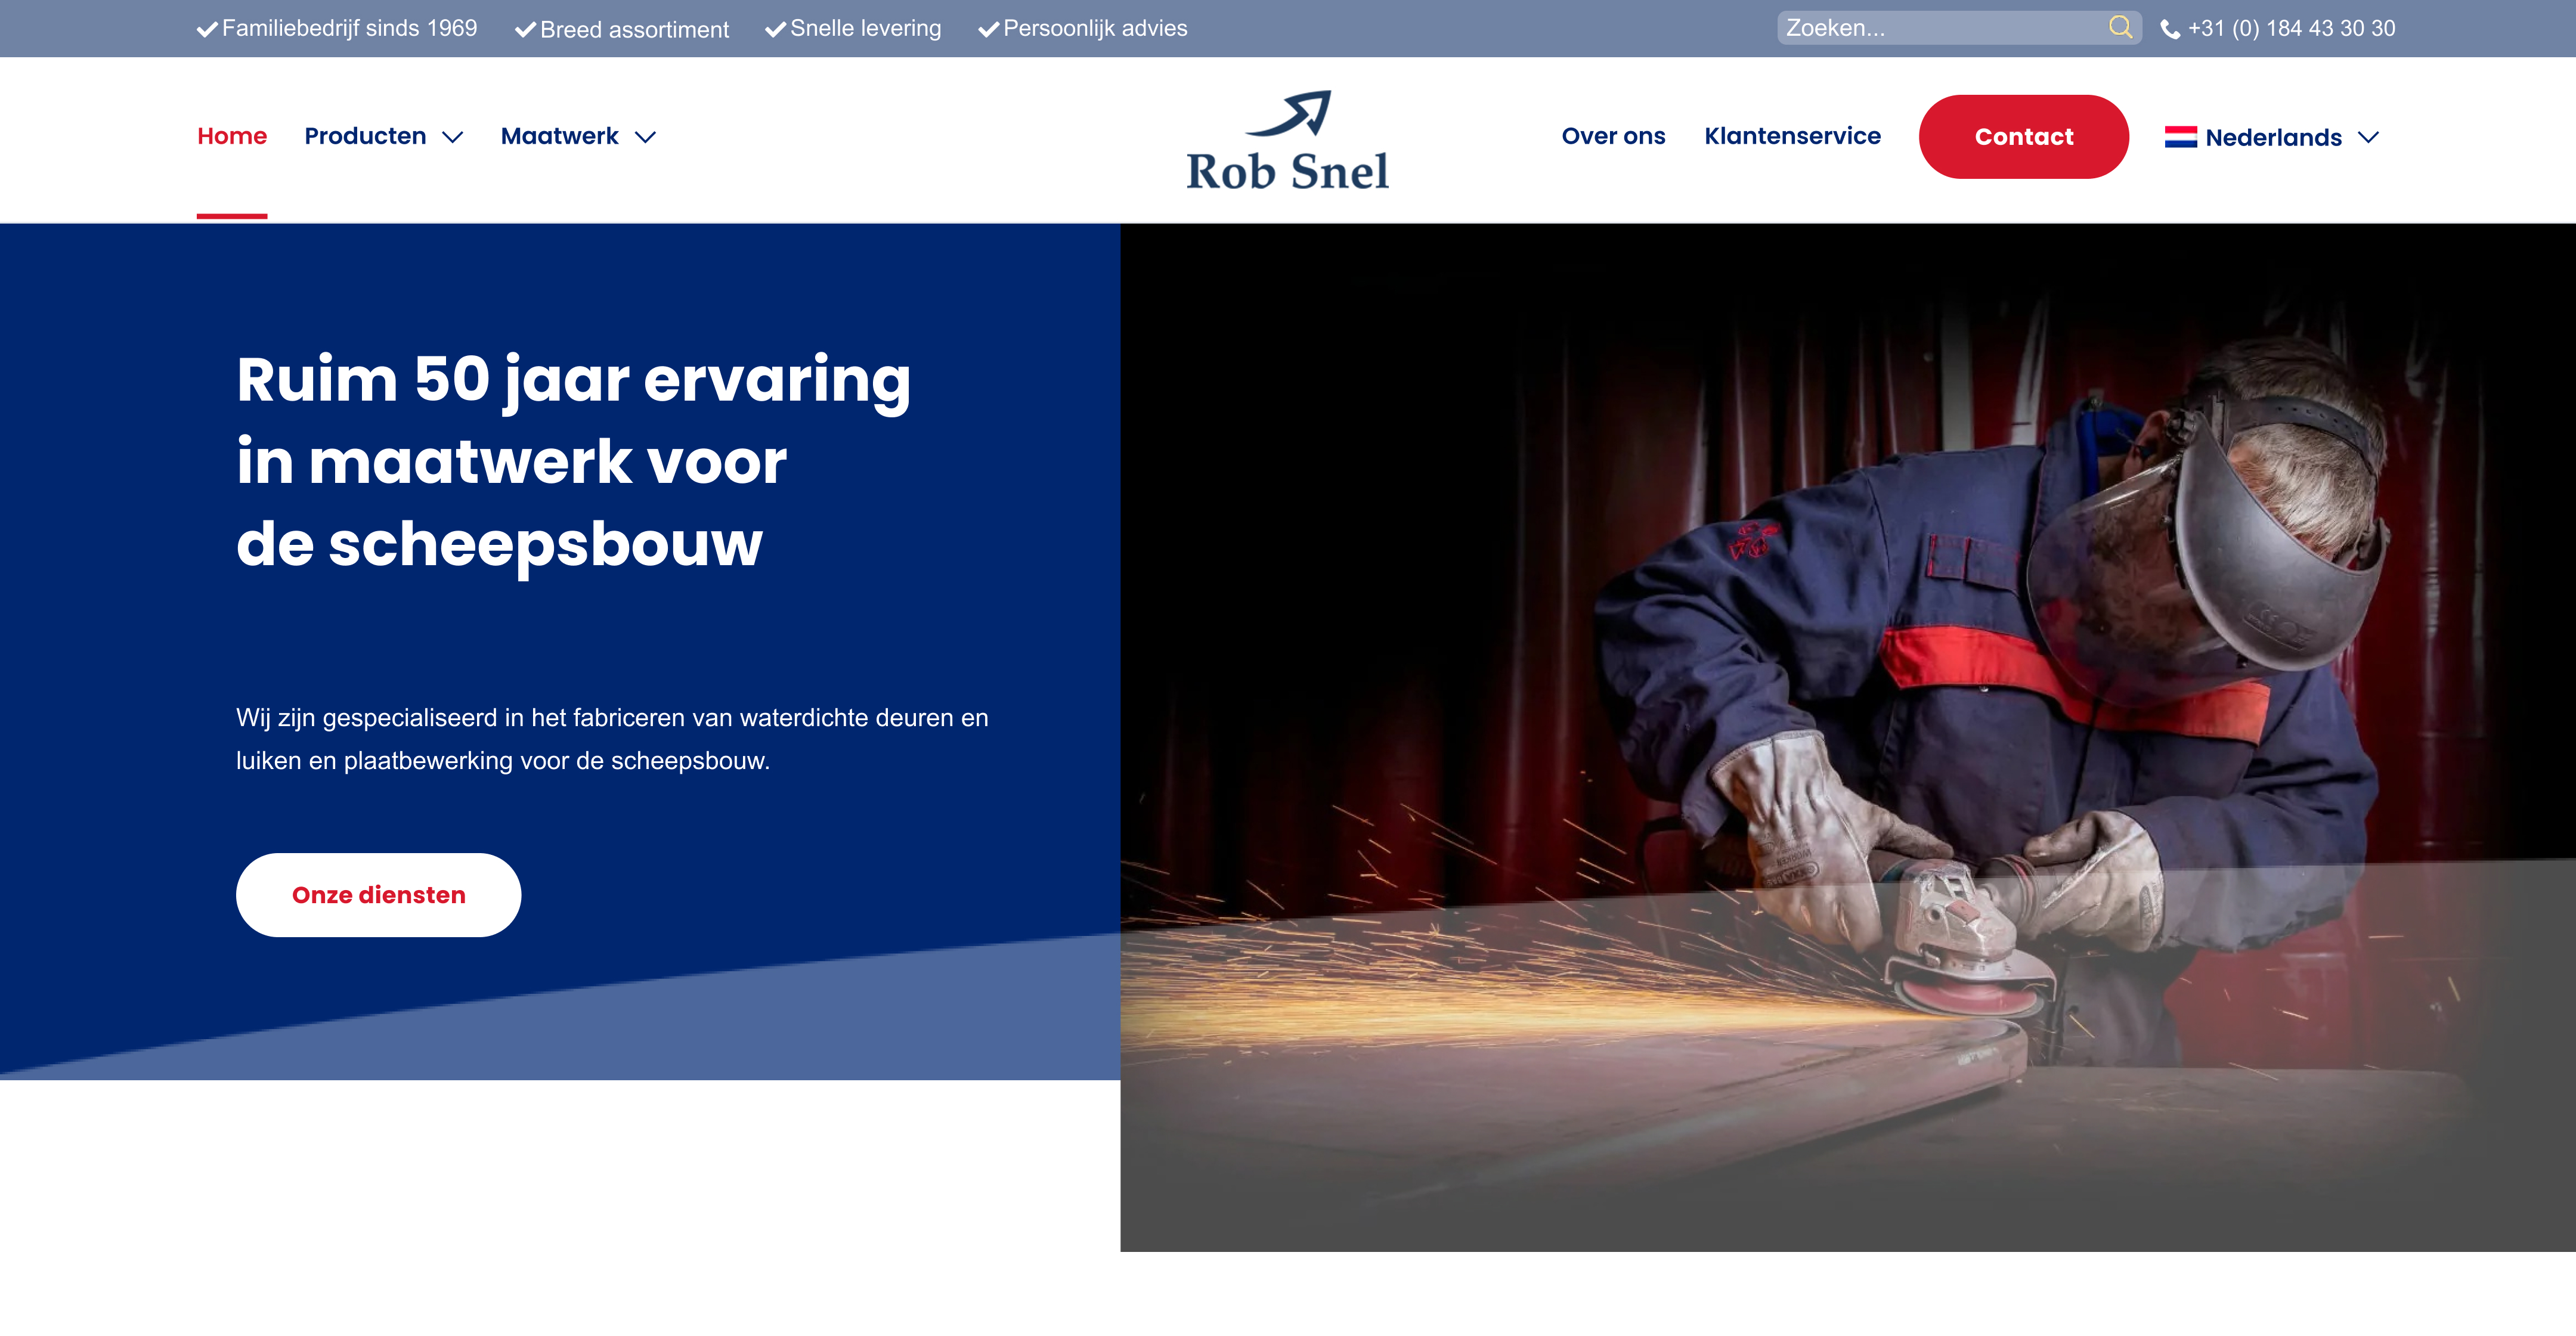 Familiebedrijf sinds 1969
Breed assortiment
Snelle levering
Persoonlijk advies
Zoeken...
+31 (0) 184 43 30 30
Home
Producten
Maatwerk
Rob Snel
Over ons
Klantenservice
Contact
Nederlands
Ruim 50 jaar ervaring
in maatwerk voor
de scheepsbouw
Wij zijn gespecialiseerd in het fabriceren van waterdichte deuren en
luiken en plaatbewerking voor de scheepsbouw.
Onze diensten